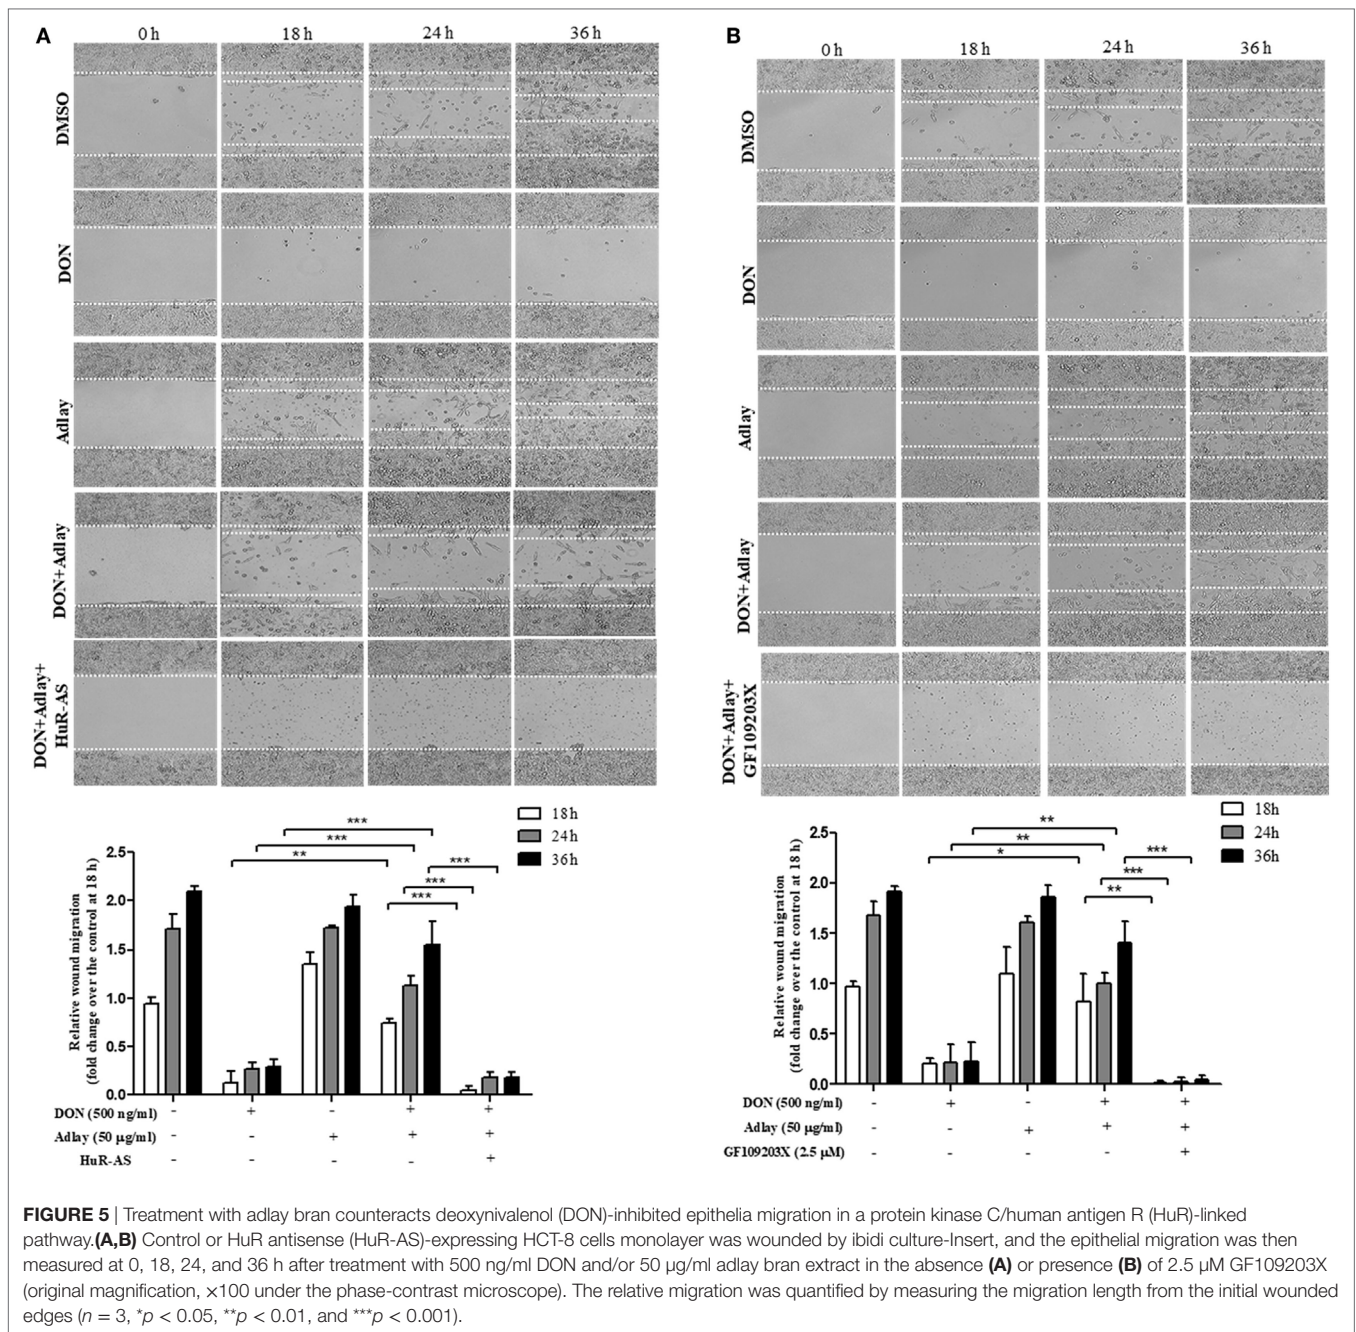 A
0 h
18 h
24 h
36 h
DMSO
DON
Adlay
DON+Adlay
DON+Adlay+
HuR-AS
18h
24h
36h
***
***
**
***
***
***
Relative wound migration
(fold change over the control at 18 h)
2.5
2.0
1.5
1.0
0.5
0.0
DON (500 ng/ml) - + - + +
Adlay (50 μg/ml) - - + + +
HuR-AS - - - - +
B
0 h
18 h
24 h
36 h
DMSO
DON
Adlay
DON+Adlay
DON+Adlay+
GF109203X
18h
24h
36h
**
**
*
***
***
**
Relative wound migration
(fold change over the control at 18 h)
2.5
2.0
1.5
1.0
0.5
0.0
DON (500 ng/ml) - + - + +
Adlay (50 μg/ml) - - + + +
GF109203X (2.5 μM) - - - - +
FIGURE 5 | Treatment with adlay bran counteracts deoxynivalenol (DON)-inhibited epithelia migration in a protein kinase C/human antigen R (HuR)-linked
pathway.(A,B) Control or HuR antisense (HuR-AS)-expressing HCT-8 cells monolayer was wounded by ibidi culture-Insert, and the epithelial migration was then
measured at 0, 18, 24, and 36 h after treatment with 500 ng/ml DON and/or 50 μg/ml adlay bran extract in the absence (A) or presence (B) of 2.5 μM GF109203X
(original magnification, ×100 under the phase-contrast microscope). The relative migration was quantified by measuring the migration length from the initial wounded
edges (n = 3, *p < 0.05, **p < 0.01, and ***p < 0.001).